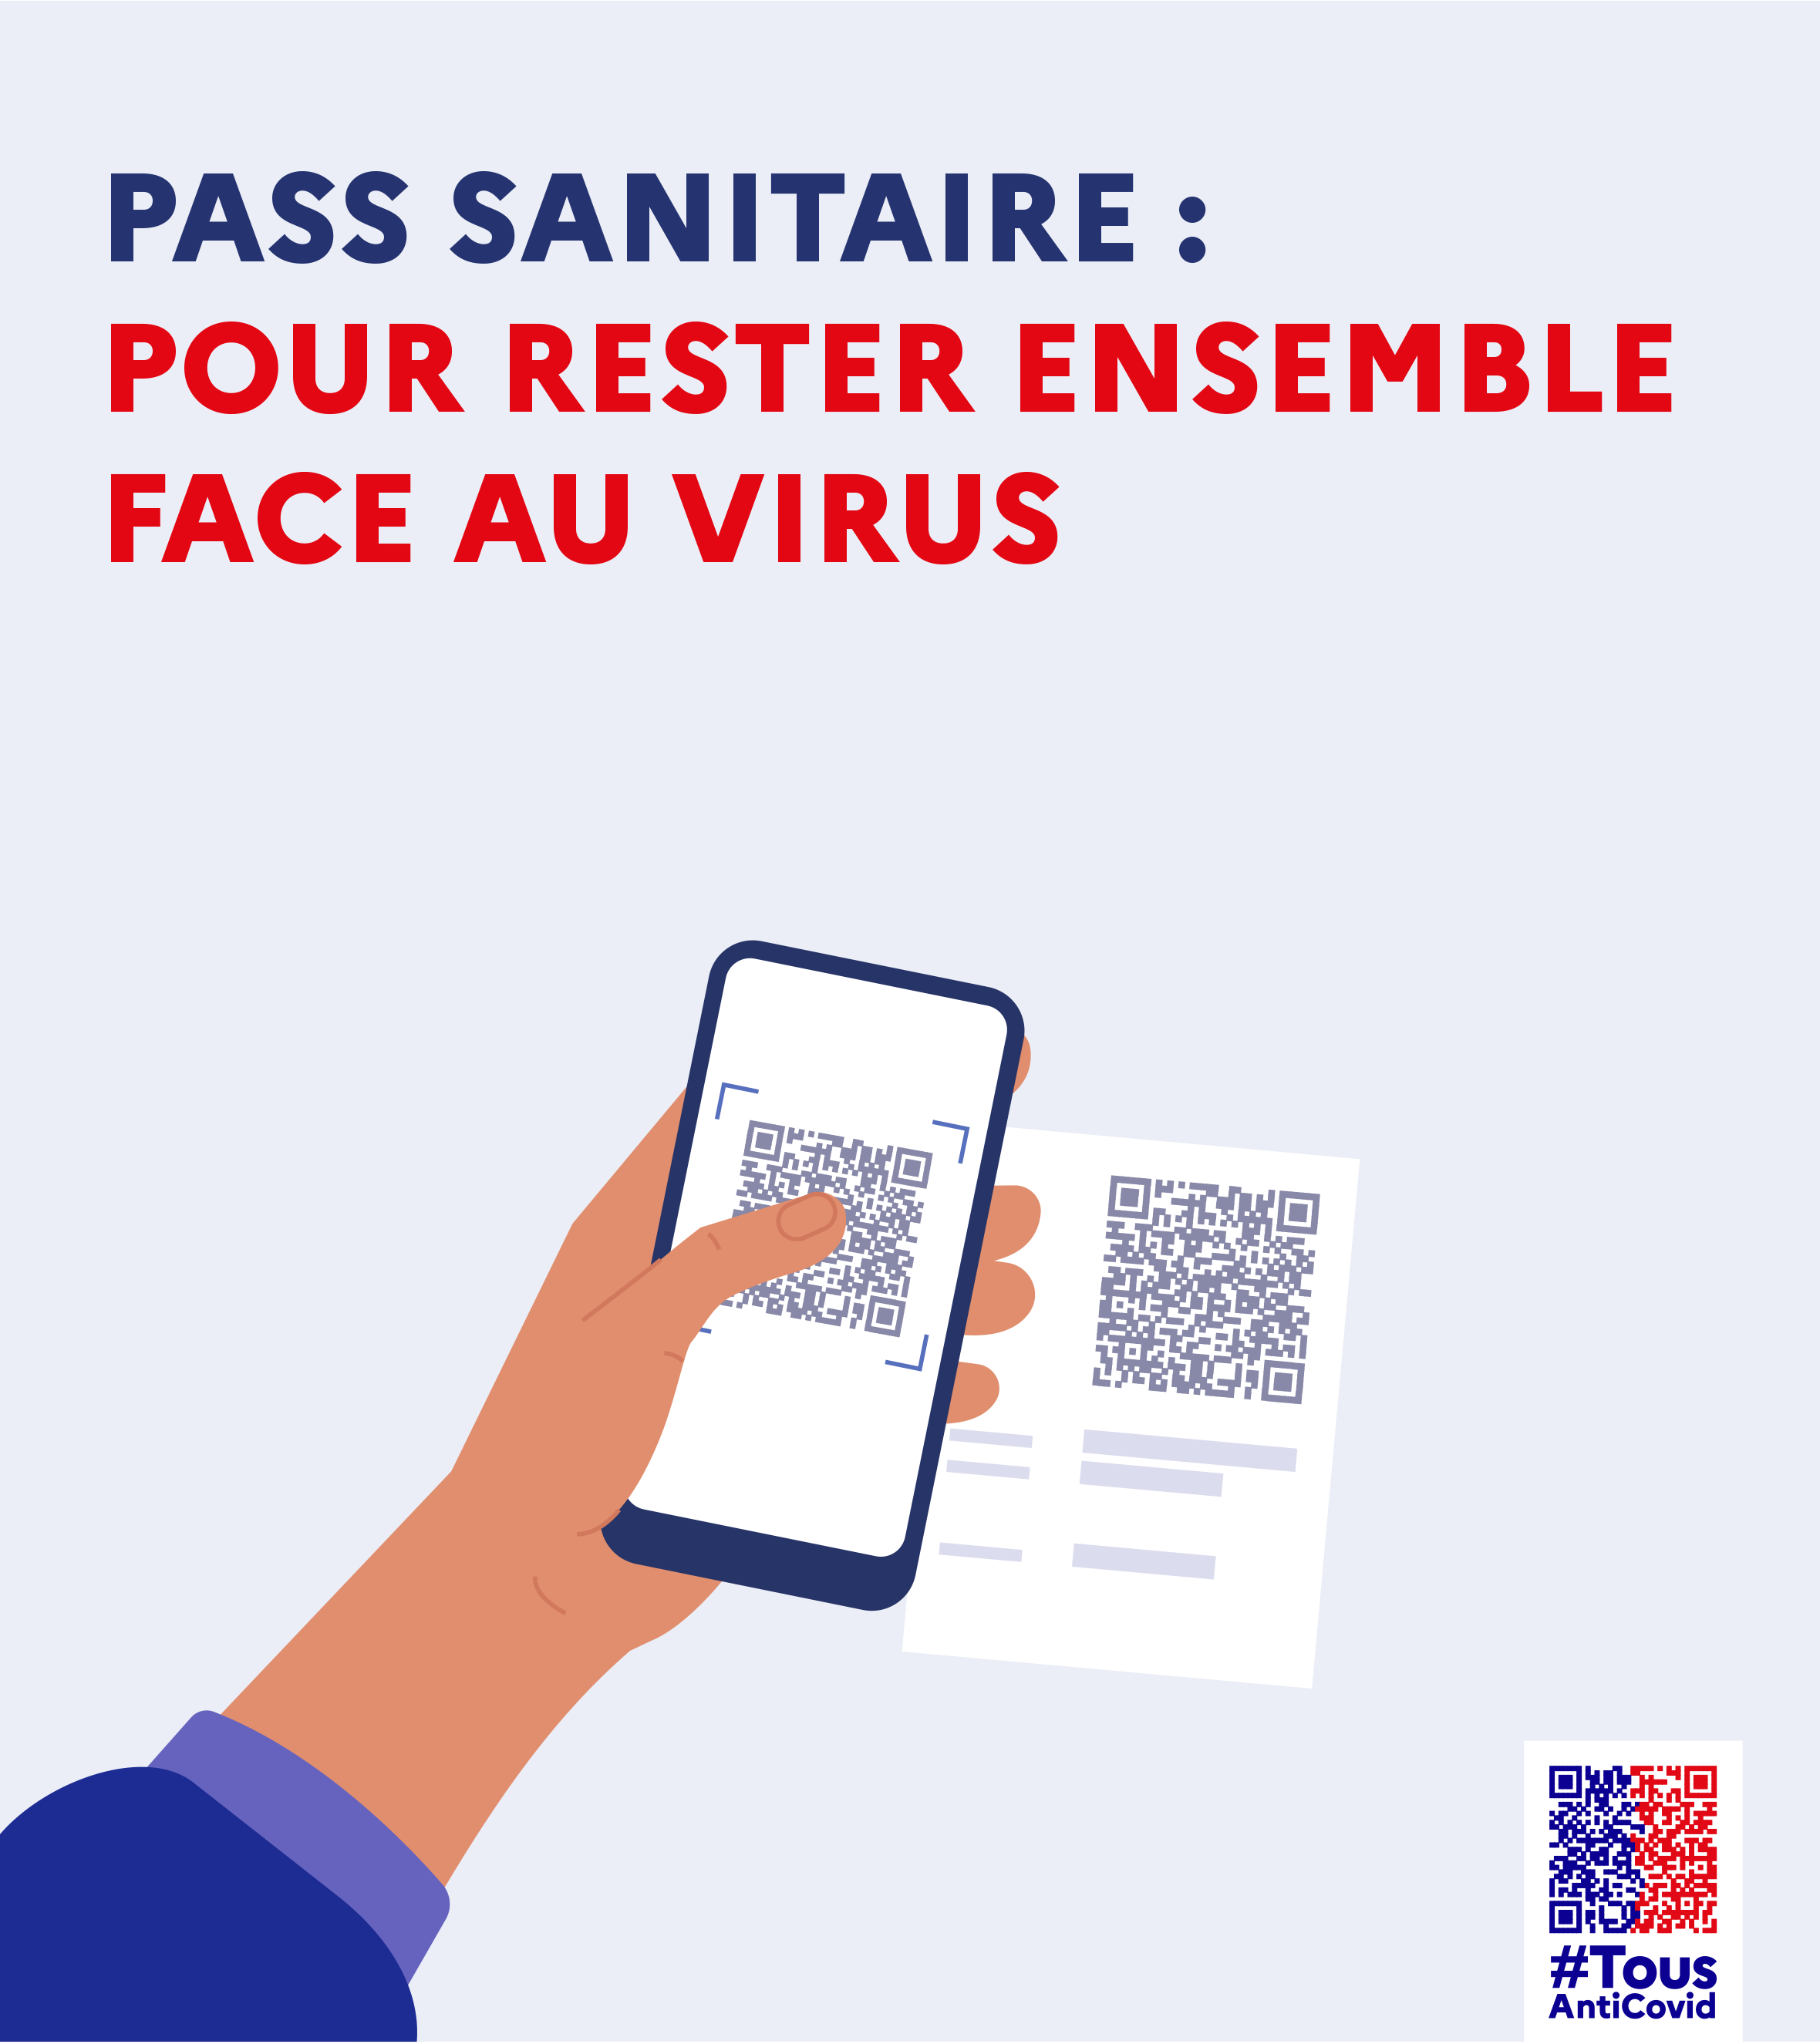 PASS SANITAIRE :
POUR RESTER ENSEMBLE
FACE AU VIRUS
#Tous
AntiCovid